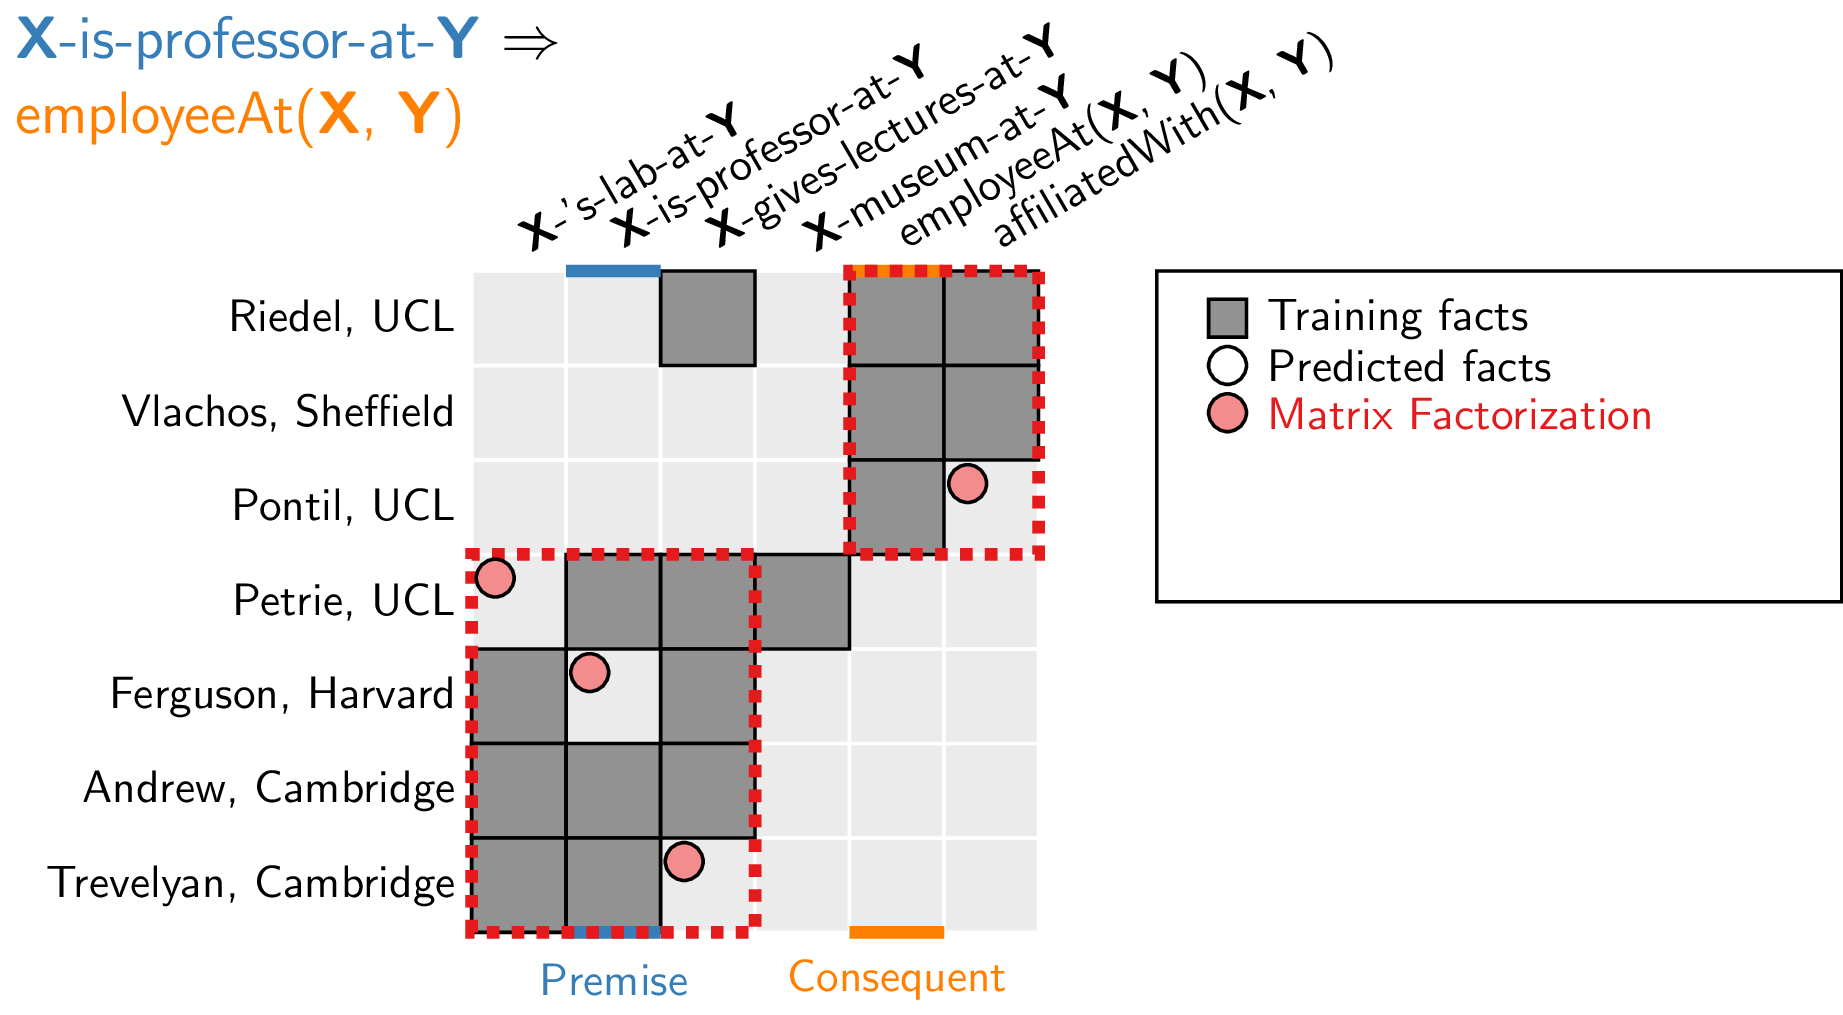 X-is-professor-at-Y ⇒
employeeAt(X, Y)
X-'s-lab-at-Y
X-is-professor-at-Y
X-gives-lectures-at-Y
X-museum-at-Y
employeeAt(X, Y)
affiliatedWith(X, Y)
Riedel, UCL
Vlachos, Sheffield
Pontil, UCL
Petrie, UCL
Ferguson, Harvard
Andrew, Cambridge
Trevelyan, Cambridge
Premise
Consequent
Training facts
Predicted facts
Matrix Factorization